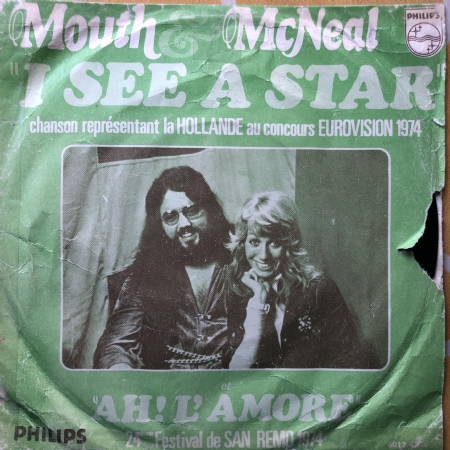 Mouth & McNeal
"I SEE A STAR"
PHILIPS
chanson représentant la HOLLANDE au concours EUROVISION 1974
et
"AH! L'AMORE"
24ème Festival de SAN REMO 1974
PHILIPS